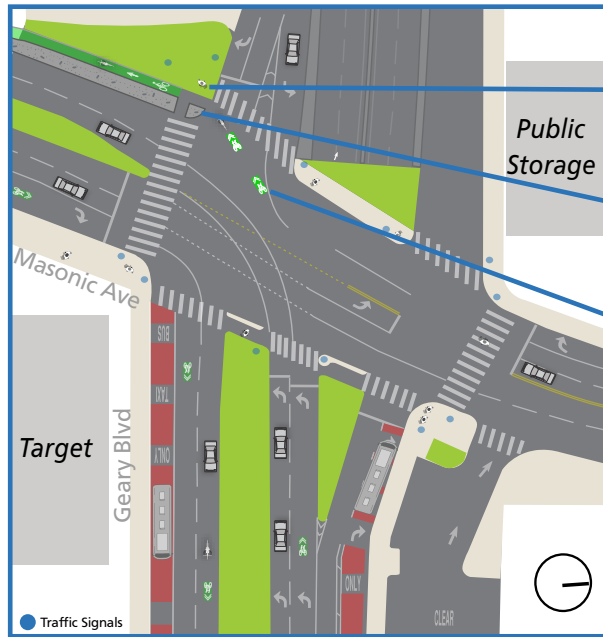 Public
Storage
Masonic Ave
BUS
TAXI
ONLY
Target
Geary Blvd
ONLY
CLEAR
Traffic Signals